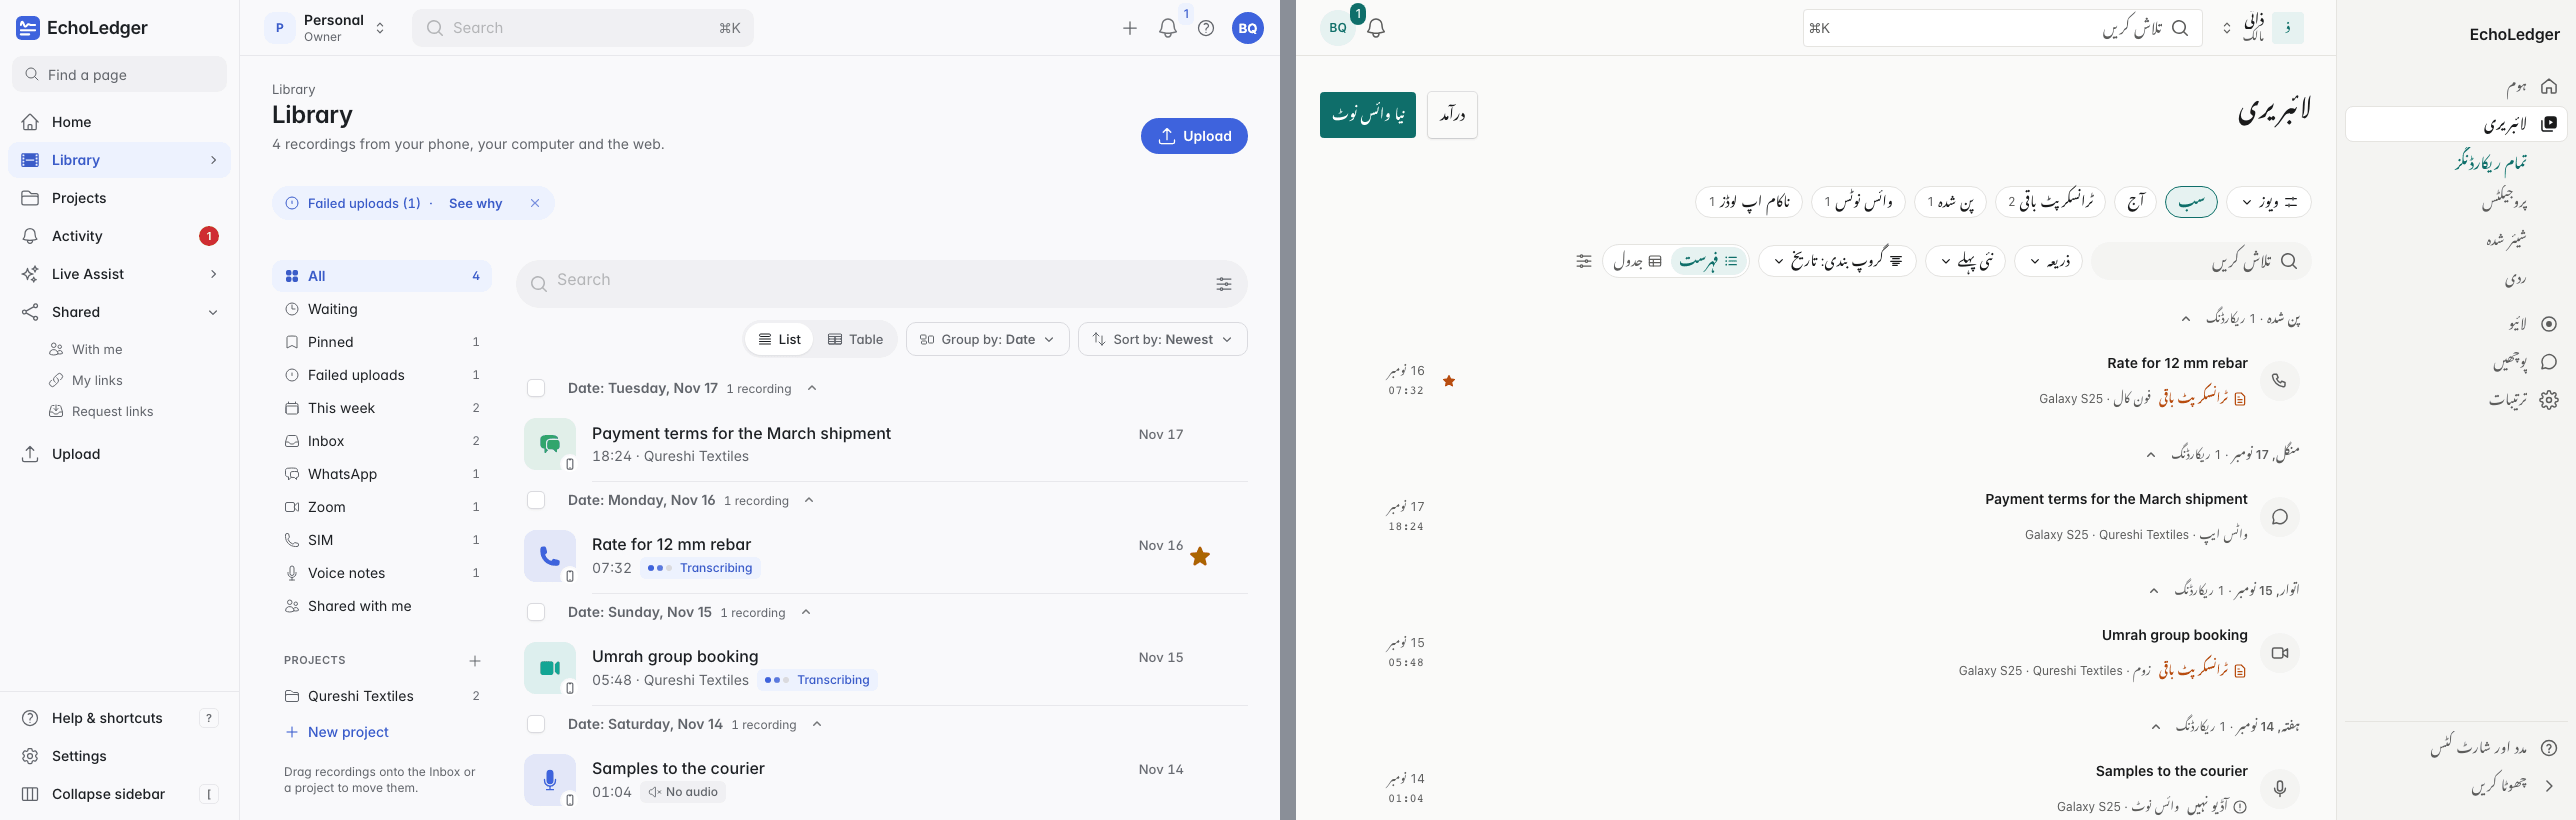 EchoLedger
Find a page
Home
Library
Projects
Activity 1
Live Assist
Shared
With me
My links
Request links
Upload
Help & shortcuts ?
Settings
Collapse sidebar [
P Personal
Owner
Search ⌘K
1
BQ
Library
Library
4 recordings from your phone, your computer and the web.
Upload
Failed uploads (1) · See why
All 4
Waiting
Pinned 1
Failed uploads 1
This week 2
Inbox 2
WhatsApp 1
Zoom 1
SIM 1
Voice notes 1
Shared with me
PROJECTS
Qureshi Textiles 2
New project
Drag recordings onto the Inbox or
a project to move them.
Search
List Table Group by: Date Sort by: Newest
Date: Tuesday, Nov 17 1 recording
Payment terms for the March shipment Nov 17
18:24 · Qureshi Textiles
Date: Monday, Nov 16 1 recording
Rate for 12 mm rebar Nov 16
07:32 Transcribing
Date: Sunday, Nov 15 1 recording
Umrah group booking Nov 15
05:48 · Qureshi Textiles Transcribing
Date: Saturday, Nov 14 1 recording
Samples to the courier Nov 14
01:04 No audio
EchoLedger
ہوم
لائبریری
تمام ریکارڈنگز
پروجیکٹس
شیئر شدہ
ردی
لائیو
پوچھیں
ترتیبات
مدد اور شارٹ کٹس
چھوٹا کریں
ذ ذاتی
مالک
تلاش کریں ⌘K
1
BQ
لائبریری
درآمد نیا وائس نوٹ
ویوز سب آج ٹرانسکرپٹ باقی 2 پن شدہ 1 وائس نوٹس 1 ناکام اپ لوڈز 1
تلاش کریں ذریعہ نئی پہلے گروپ بندی: تاریخ فہرست جدول
پن شدہ · 1 ریکارڈنگ
Rate for 12 mm rebar 16 نومبر
ٹرانسکرپٹ باقی فون کال · Galaxy S25 07:32
منگل, 17 نومبر · 1 ریکارڈنگ
Payment terms for the March shipment 17 نومبر
واٹس ایپ · Galaxy S25 · Qureshi Textiles 18:24
اتوار, 15 نومبر · 1 ریکارڈنگ
Umrah group booking 15 نومبر
ٹرانسکرپٹ باقی زوم · Galaxy S25 · Qureshi Textiles 05:48
ہفتہ, 14 نومبر · 1 ریکارڈنگ
Samples to the courier 14 نومبر
آڈیو نہیں وائس نوٹ · Galaxy S25 01:04